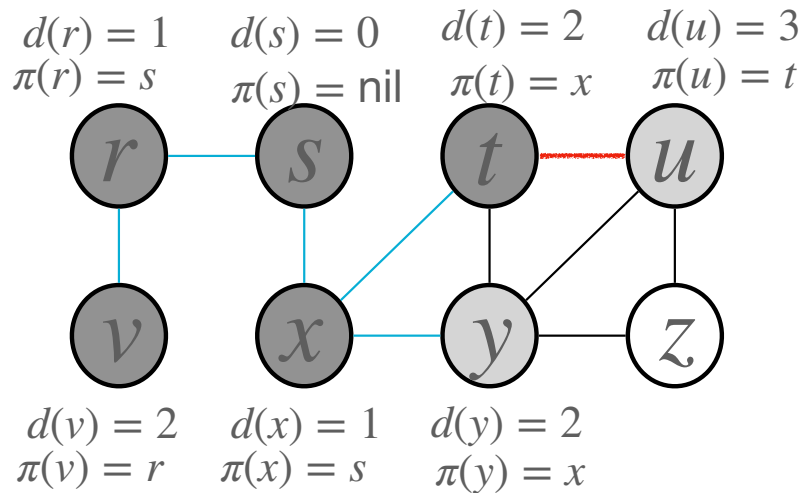 d(r) = 1 d(s) = 0 d(t) = 2 d(u) = 3
π(r) = s π(s) = nil π(t) = x π(u) = t
r s t u
v x y z
d(v) = 2 d(x) = 1 d(y) = 2
π(v) = r π(x) = s π(y) = x